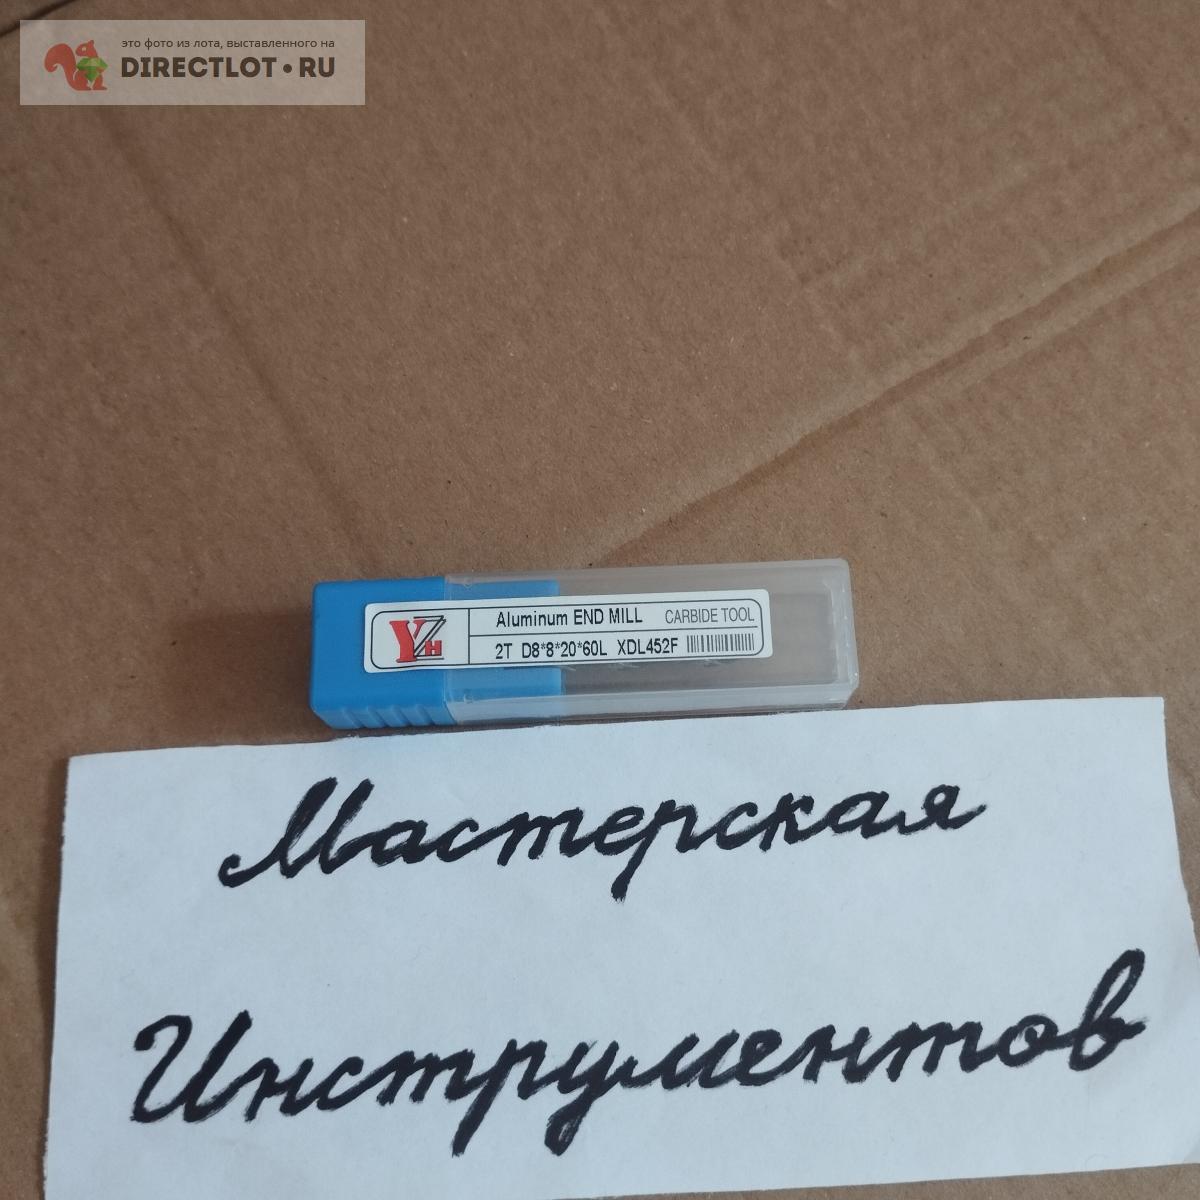 это фото из лота, выставленного на
DIRECTLOT•RU
YZH
Aluminum END MILL CARBIDE TOOL
2T D8*8*20*60L XDL452F
Мастерская
Инструментов